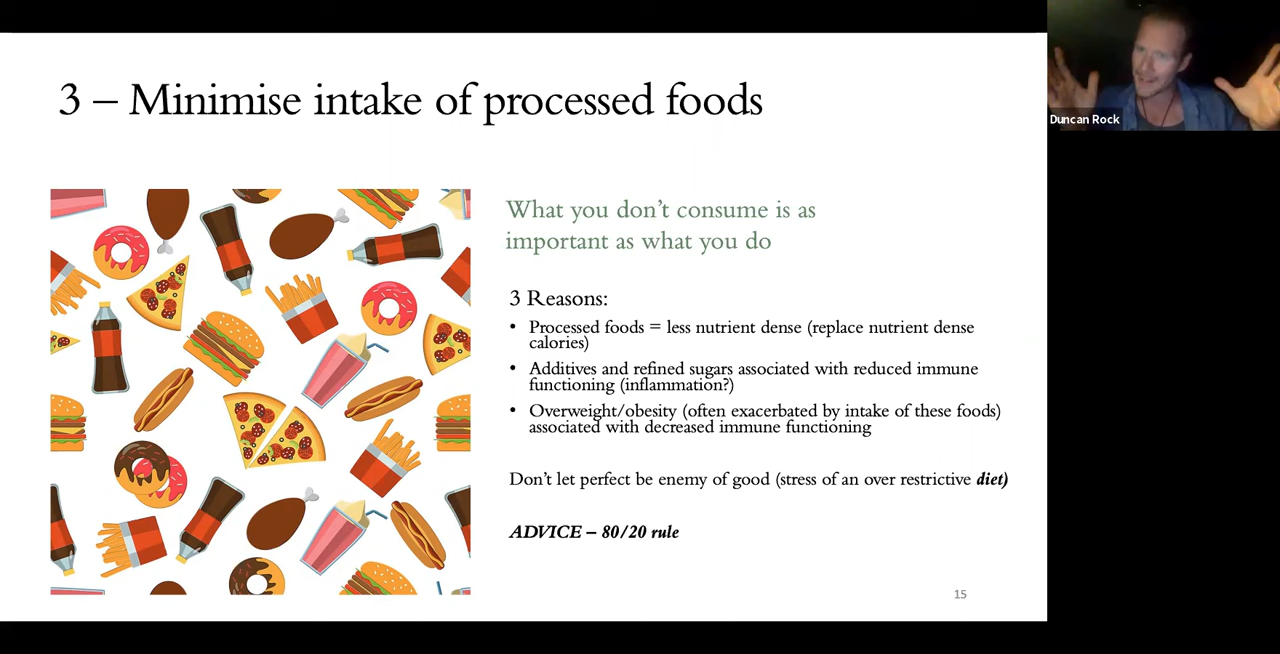 3 – Minimise intake of processed foods
Duncan Rock
What you don’t consume is as
important as what you do
3 Reasons:
• Processed foods = less nutrient dense (replace nutrient dense
calories)
• Additives and refined sugars associated with reduced immune
functioning (inflammation?)
• Overweight/obesity (often exacerbated by intake of these foods)
associated with decreased immune functioning
Don’t let perfect be enemy of good (stress of an over restrictive diet)
ADVICE – 80/20 rule
15